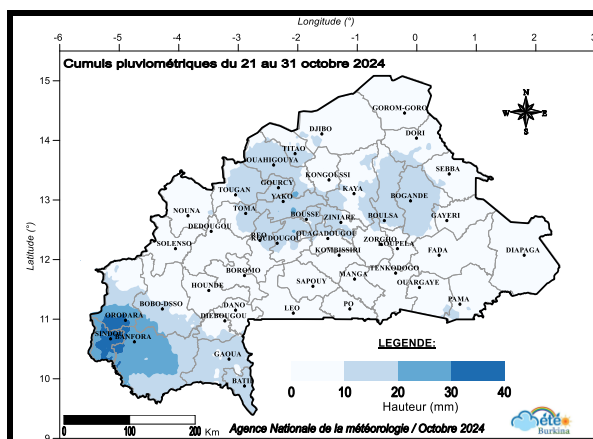 Longitude (°)
-6 -5 -4 -3 -2 -1 0 1 2 3
Cumuls pluviométriques du 21 au 31 octobre 2024
15
14
13
12
11
10
9
Latitude (°)
N
W E
S
GOROM-GORO
DJIBO
DORI
TITAO
OUAHIGOUYA
KONGOUSSI
SEBBA
TOUGAN
GOURCY
YAKO
KAYA
BOGANDE
NOUNA
TOMA
BOUSSE
ZINIARE
BOULSA
GAYERI
DEDOUGOU
REO
KOUDOUGOU
OUAGADOUGOU
ZORGHO
KOUPELA
SOLENSO
KOMBISSIRI
FADA
DIAPAGA
BOROMO
TENKODOGO
HOUNDE
SAPOUY
MANGA
OUARGAYE
BOBO-DSSO
DANO
LEO
PO
PAMA
ORODARA
DIEBOUGOU
SINDOU
BANFORA
GAOUA
BATIE
LEGENDE:
0 10 20 30 40
Hauteur (mm)
0 100 200 Km
Agence Nationale de la météorologie / Octobre 2024
été
Burkina